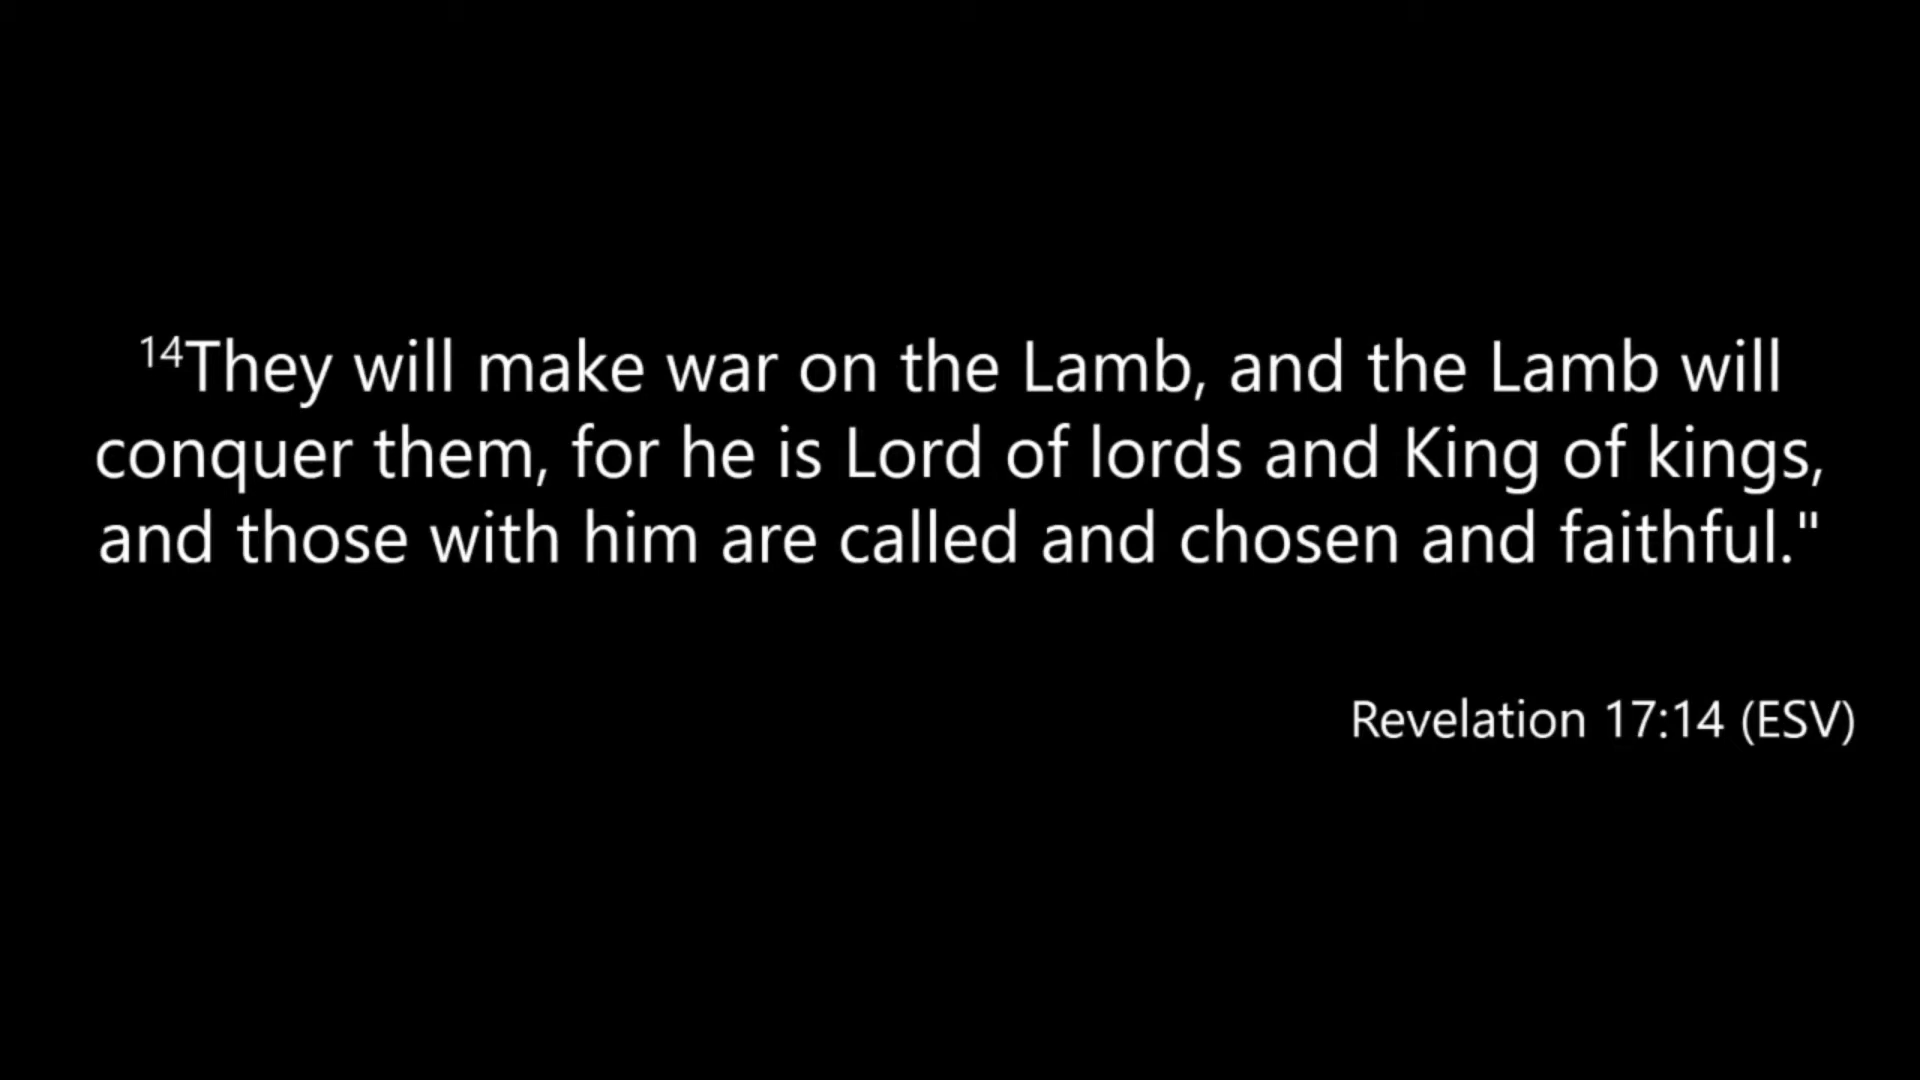 ¹⁴They will make war on the Lamb, and the Lamb will
conquer them, for he is Lord of lords and King of kings,
and those with him are called and chosen and faithful."
Revelation 17:14 (ESV)